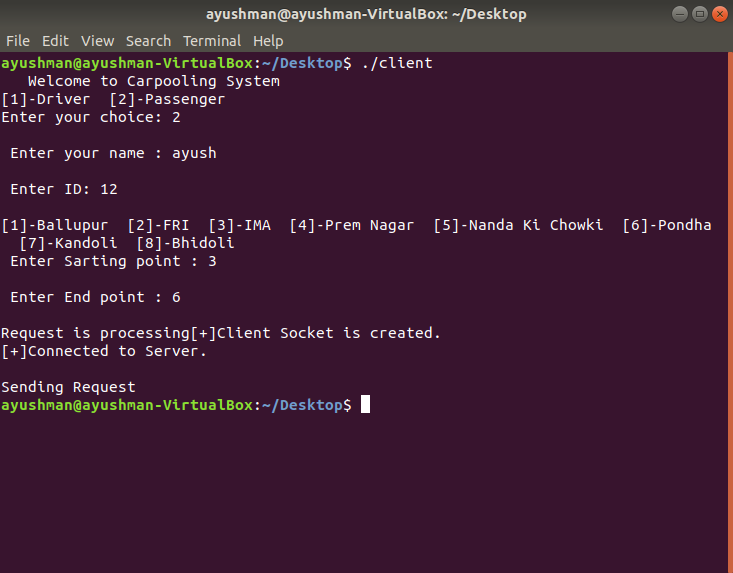 ayushman@ayushman-VirtualBox: ~/Desktop
File Edit View Search Terminal Help
ayushman@ayushman-VirtualBox:~/Desktop$ ./client
   Welcome to Carpooling System
[1]-Driver  [2]-Passenger
Enter your choice: 2
 Enter your name : ayush
 Enter ID: 12
[1]-Ballupur  [2]-FRI  [3]-IMA  [4]-Prem Nagar  [5]-Nanda Ki Chowki  [6]-Pondha
  [7]-Kandoli  [8]-Bhidoli
 Enter Sarting point : 3
 Enter End point : 6
Request is processing[+]Client Socket is created.
[+]Connected to Server.
Sending Request
ayushman@ayushman-VirtualBox:~/Desktop$